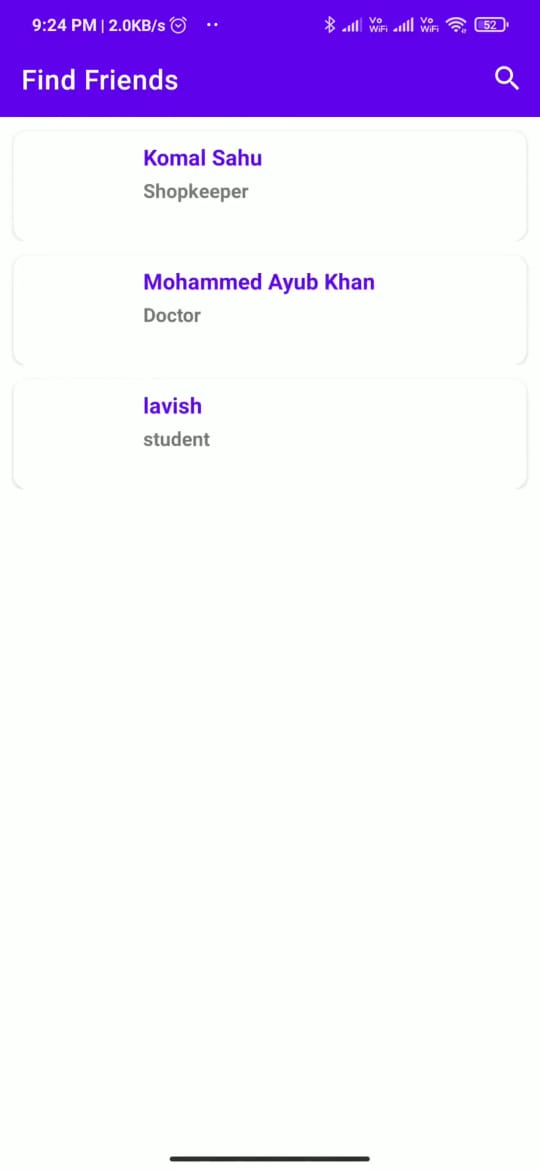 9:24 PM | 2.0KB/s
Vo WiFi Vo WiFi 52
Find Friends
Komal Sahu
Shopkeeper
Mohammed Ayub Khan
Doctor
lavish
student